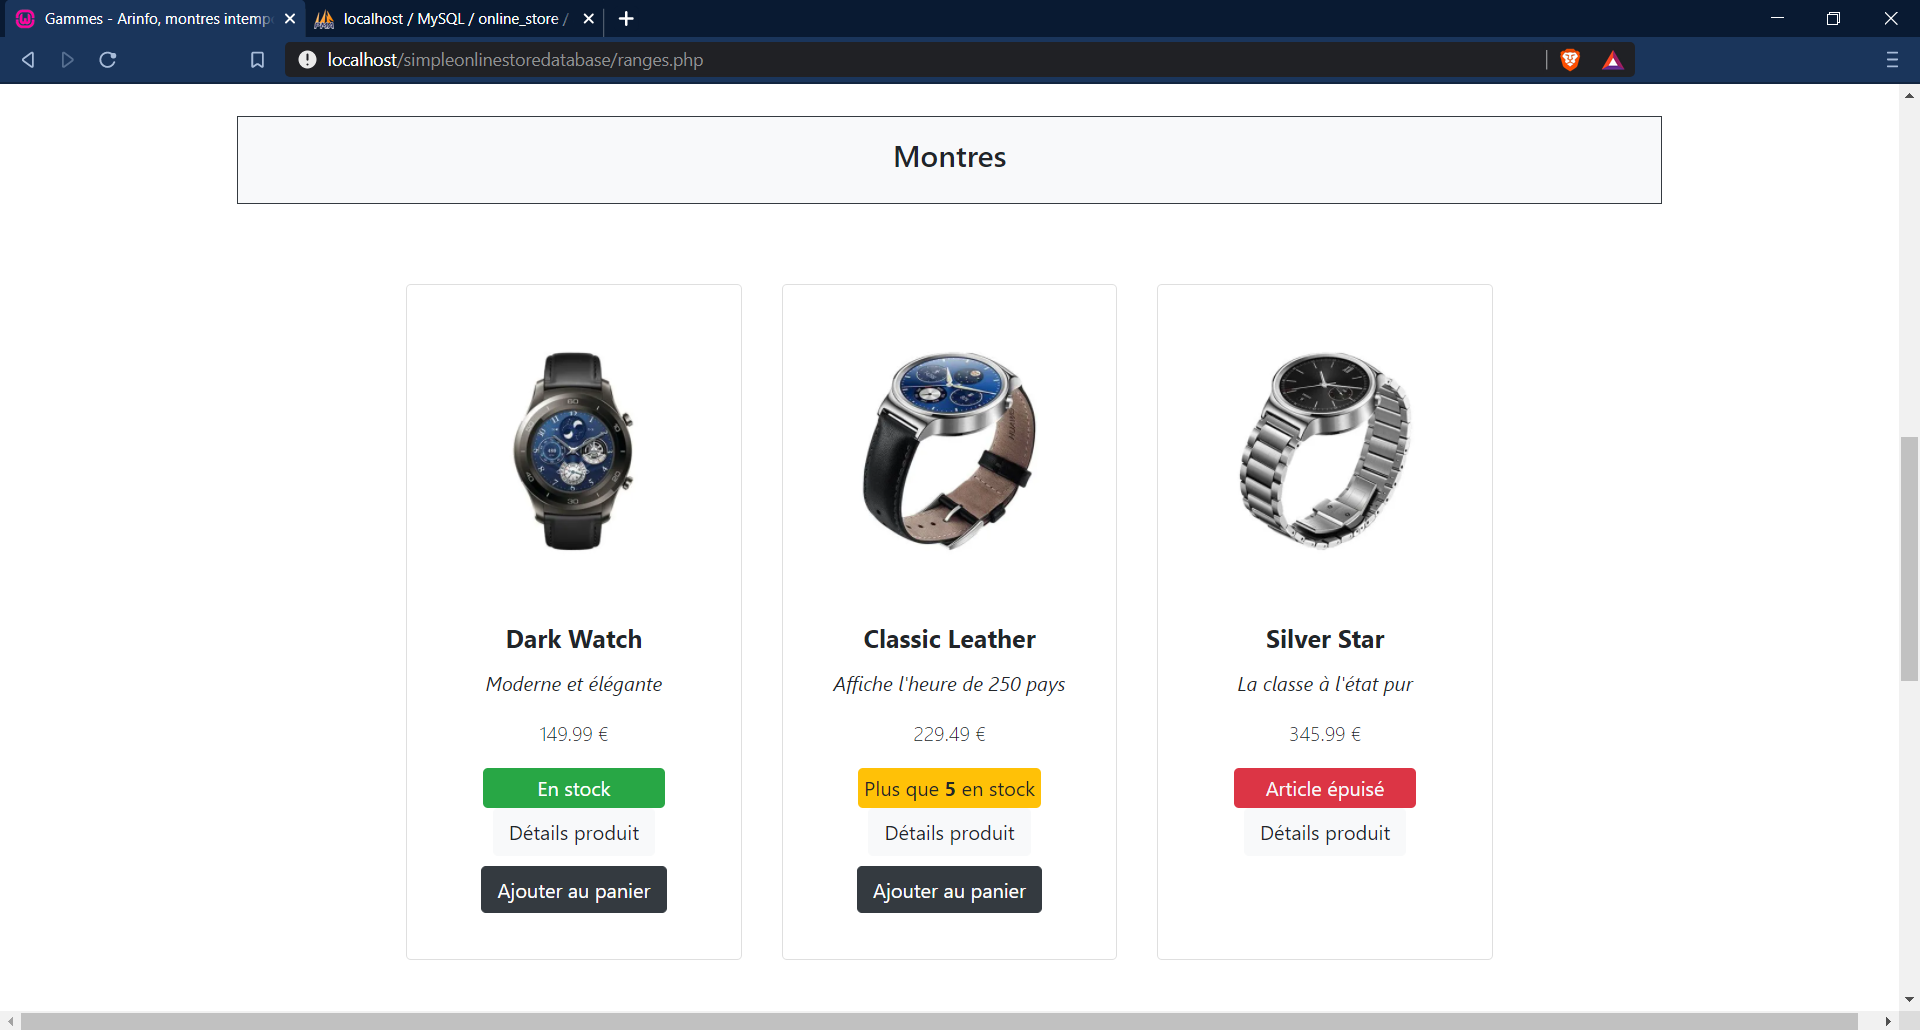 Gammes - Arinfo, montres intemp
localhost / MySQL / online_store /
localhost/simpleonlinestoredatabase/ranges.php
Montres
Dark Watch
Moderne et élégante
149.99 €
En stock
Détails produit
Ajouter au panier
Classic Leather
Affiche l'heure de 250 pays
229.49 €
Plus que 5 en stock
Détails produit
Ajouter au panier
Silver Star
La classe à l'état pur
345.99 €
Article épuisé
Détails produit